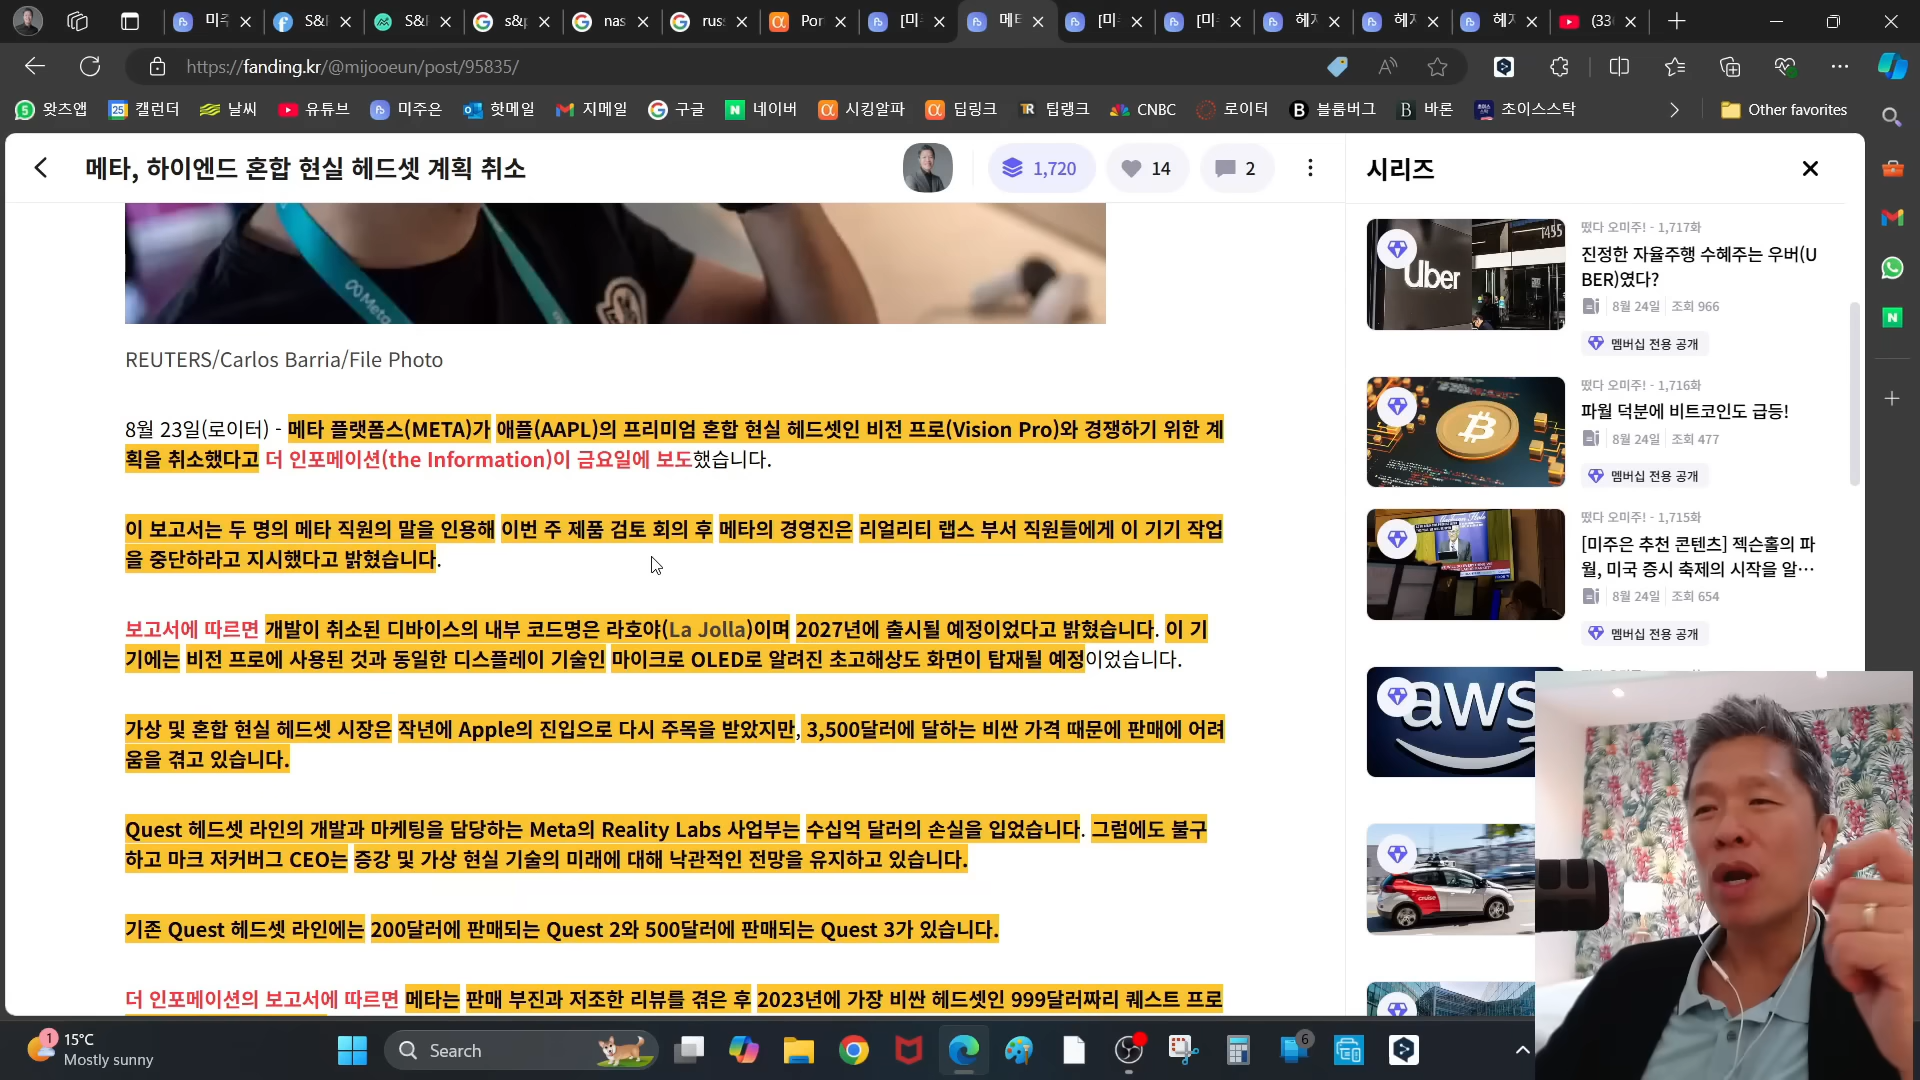 미주
S&P
S&P
s&p
nas
rus
Por
[미
메타
[미
[미
헤지
헤지
헤지
(33
https://fanding.kr/@mijooeun/post/95835/
왓츠앱
캘린더
날씨
유튜브
미주은
핫메일
지메일
구글
네이버
시킹알파
딥링크
팁랭크
CNBC
로이터
블룸버그
바론
초이스스탁
Other favorites
메타, 하이엔드 혼합 현실 헤드셋 계획 취소
1,720
14
2
시리즈
Meta
REUTERS/Carlos Barria/File Photo
8월 23일(로이터) - 메타 플랫폼스(META)가 애플(AAPL)의 프리미엄 혼합 현실 헤드셋인 비전 프로(Vision Pro)와 경쟁하기 위한 계
획을 취소했다고 더 인포메이션(the Information)이 금요일에 보도했습니다.
이 보고서는 두 명의 메타 직원의 말을 인용해 이번 주 제품 검토 회의 후 메타의 경영진은 리얼리티 랩스 부서 직원들에게 이 기기 작업
을 중단하라고 지시했다고 밝혔습니다.
보고서에 따르면 개발이 취소된 디바이스의 내부 코드명은 라호야(La Jolla)이며 2027년에 출시될 예정이었다고 밝혔습니다. 이 기
기에는 비전 프로에 사용된 것과 동일한 디스플레이 기술인 마이크로 OLED로 알려진 초고해상도 화면이 탑재될 예정이었습니다.
가상 및 혼합 현실 헤드셋 시장은 작년에 Apple의 진입으로 다시 주목을 받았지만, 3,500달러에 달하는 비싼 가격 때문에 판매에 어려
움을 겪고 있습니다.
Quest 헤드셋 라인의 개발과 마케팅을 담당하는 Meta의 Reality Labs 사업부는 수십억 달러의 손실을 입었습니다. 그럼에도 불구
하고 마크 저커버그 CEO는 증강 및 가상 현실 기술의 미래에 대해 낙관적인 전망을 유지하고 있습니다.
기존 Quest 헤드셋 라인에는 200달러에 판매되는 Quest 2와 500달러에 판매되는 Quest 3가 있습니다.
더 인포메이션의 보고서에 따르면 메타는 판매 부진과 저조한 리뷰를 겪은 후 2023년에 가장 비싼 헤드셋인 999달러짜리 퀘스트 프로
1455
Uber
떴다 오미주! - 1,717화
진정한 자율주행 수혜주는 우버(U
BER)였다?
8월 24일 조회 966
멤버십 전용 공개
떴다 오미주! - 1,716화
파월 덕분에 비트코인도 급등!
8월 24일 조회 477
멤버십 전용 공개
떴다 오미주! - 1,715화
[미주은 추천 콘텐츠] 젝슨홀의 파
월, 미국 증시 축제의 시작을 알···
8월 24일 조회 654
멤버십 전용 공개
aws
cruise
1
15°C
Mostly sunny
Search
6